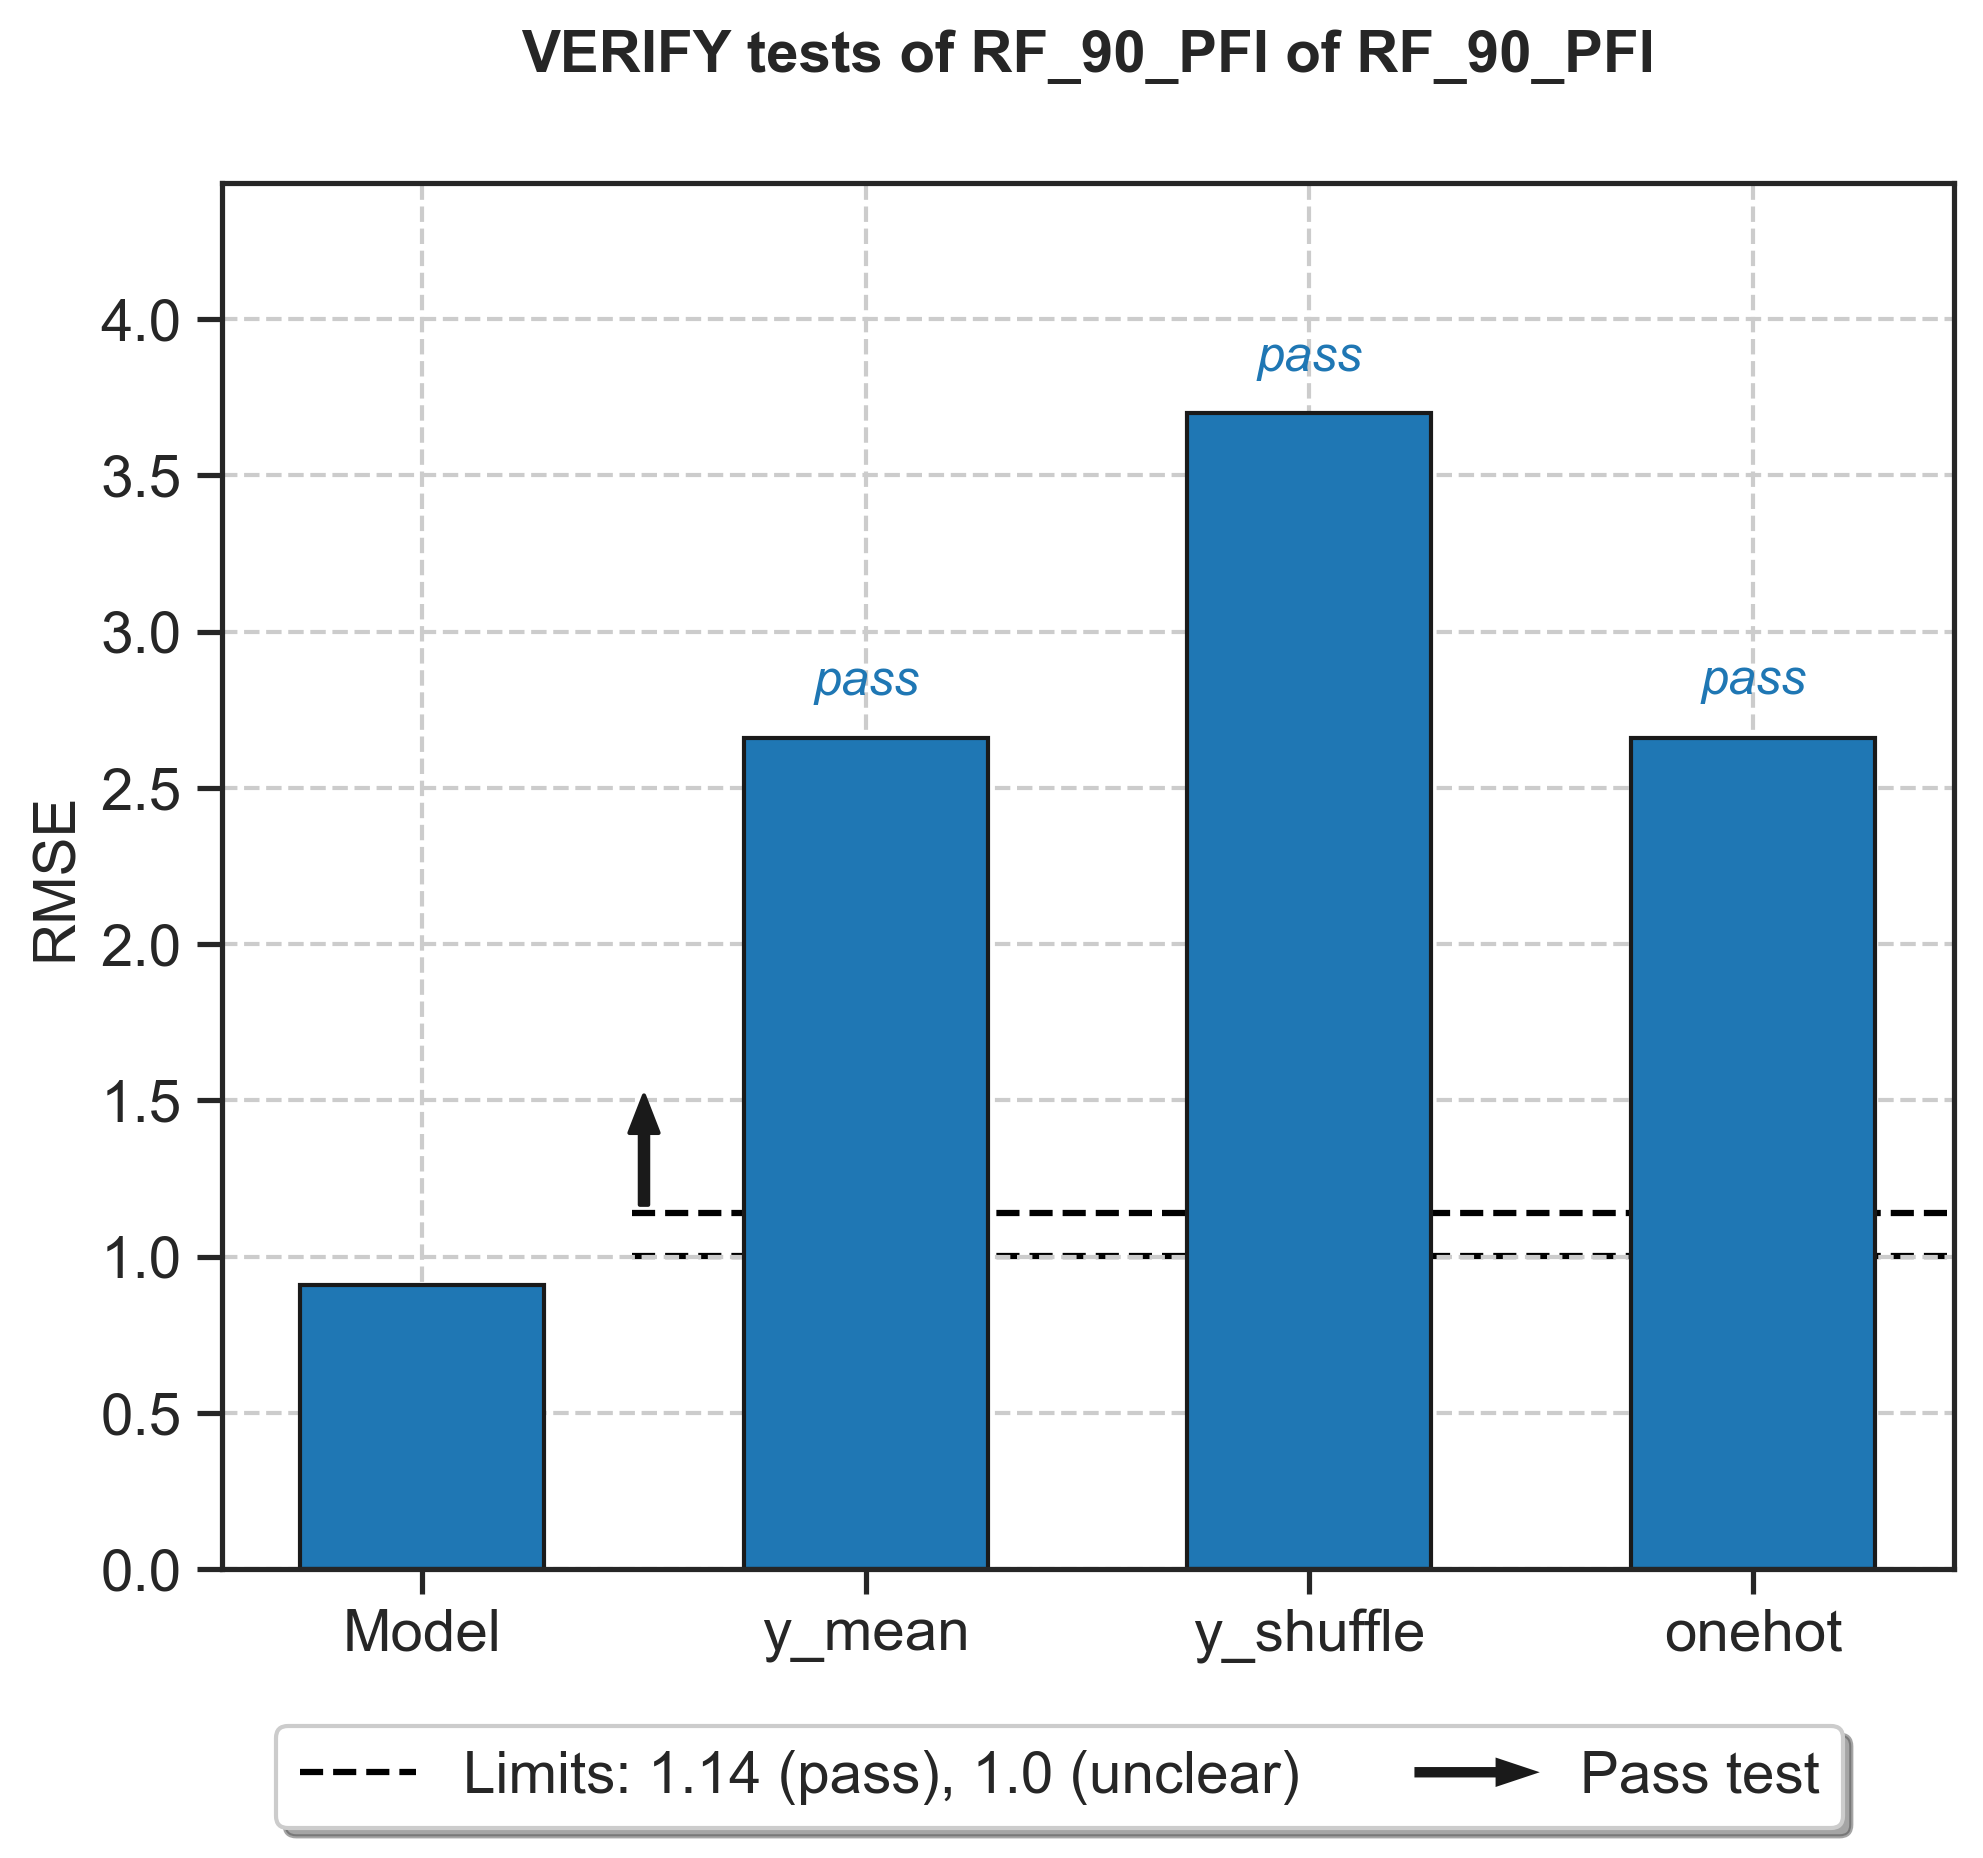 VERIFY tests of RF_90_PFI of RF_90_PFI
RMSE
4.0
3.5
3.0
2.5
2.0
1.5
1.0
0.5
0.0
pass
pass
pass
Model
y_mean
y_shuffle
onehot
Limits: 1.14 (pass), 1.0 (unclear)
Pass test